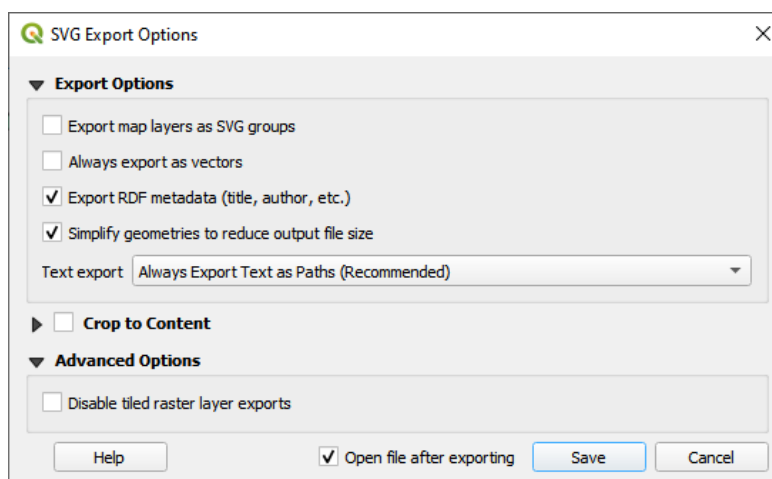 SVG Export Options
Export Options
Export map layers as SVG groups
Always export as vectors
Export RDF metadata (title, author, etc.)
Simplify geometries to reduce output file size
Text export Always Export Text as Paths (Recommended)
Crop to Content
Advanced Options
Disable tiled raster layer exports
Help Open file after exporting Save Cancel